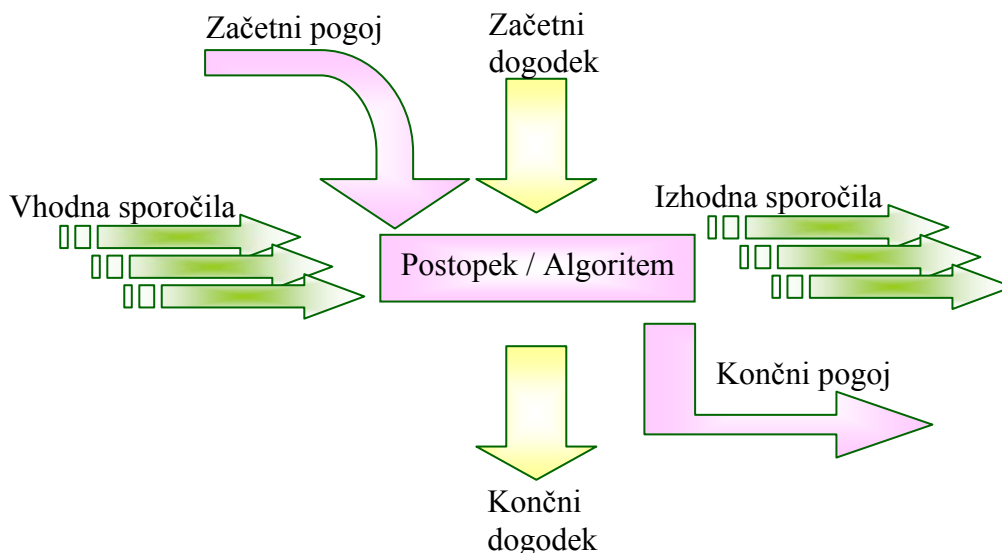 Začetni pogoj
Začetni
dogodek
Vhodna sporočila
Izhodna sporočila
Postopek / Algoritem
Končni pogoj
Končni
dogodek